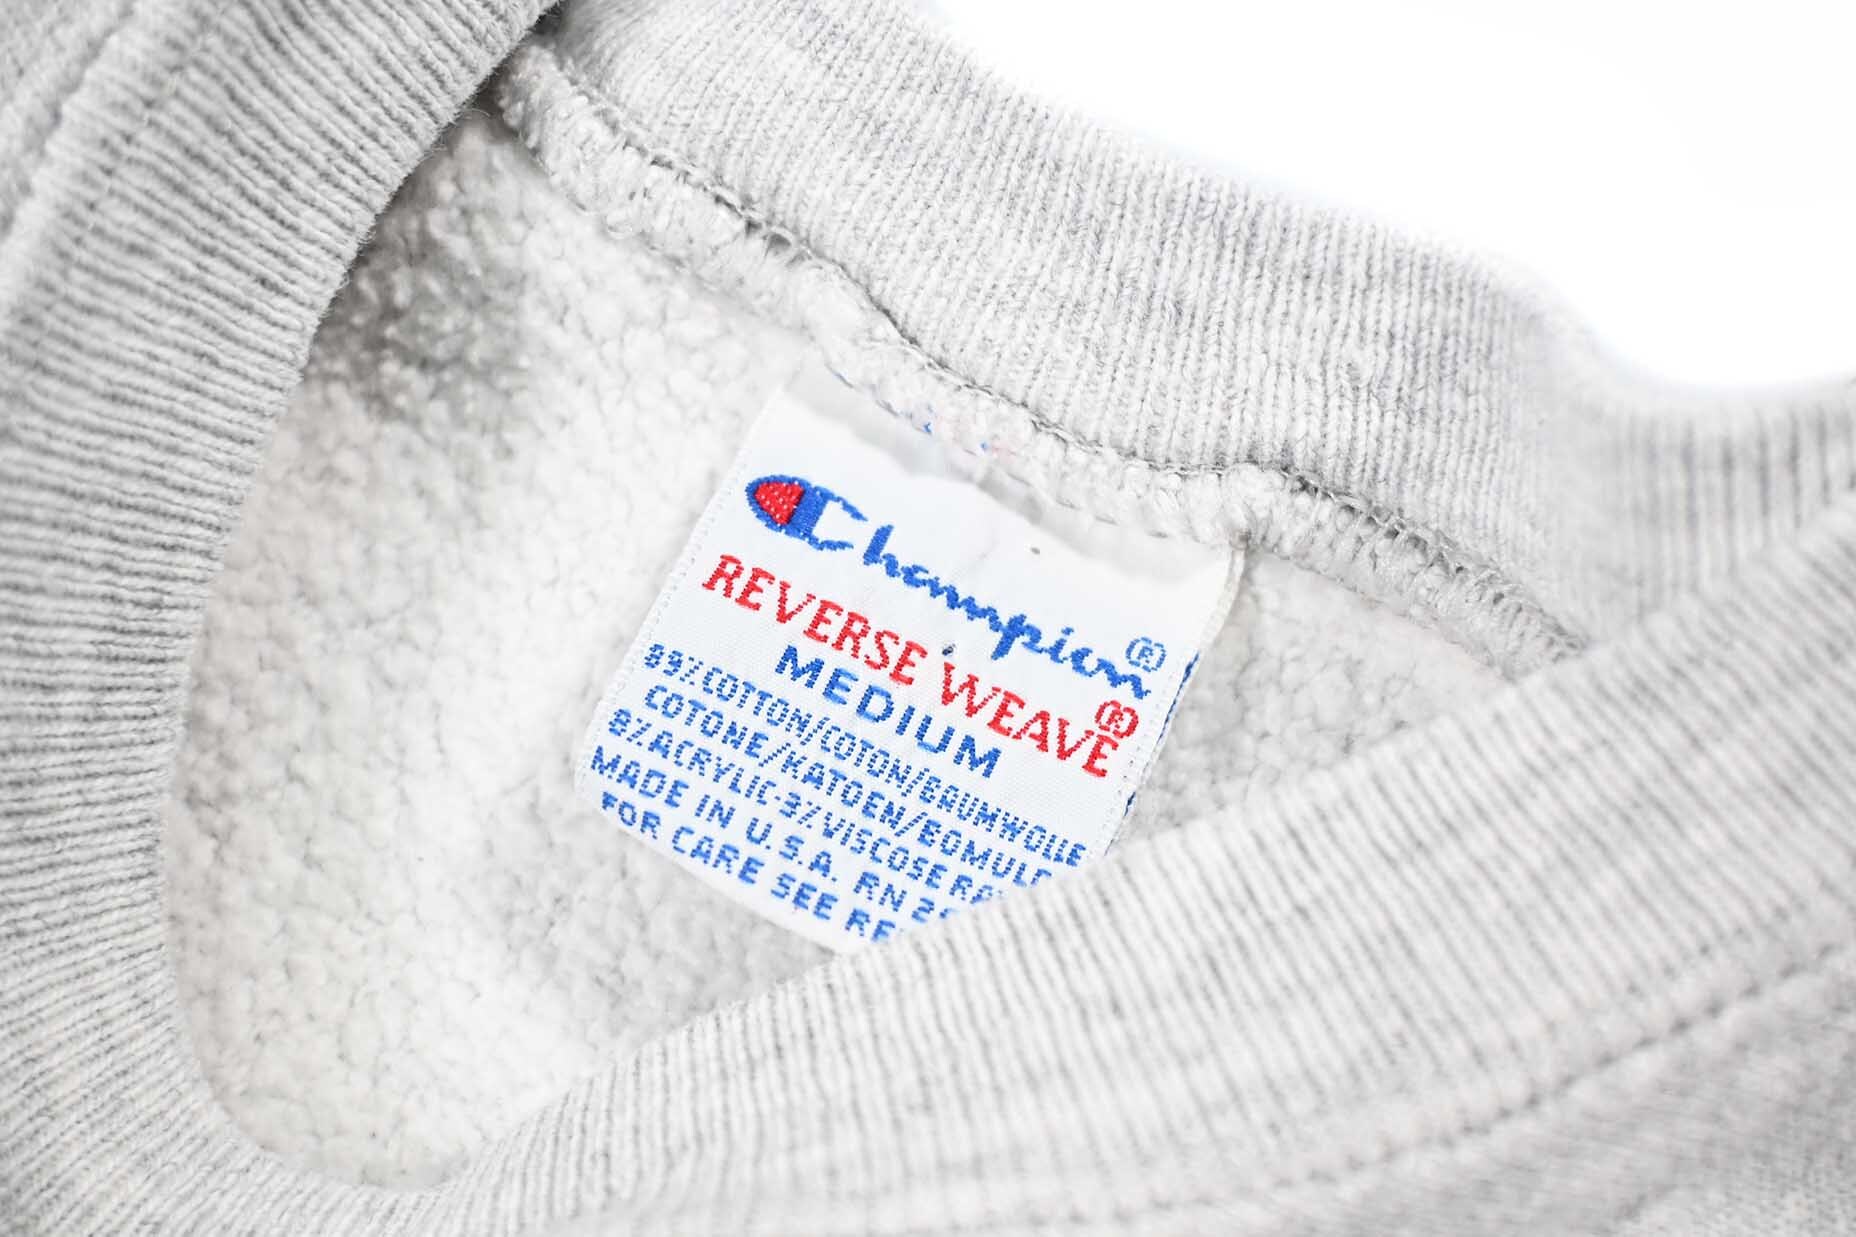 Champion®
REVERSE WEAVE®
MEDIUM
89% COTTON/COTON/BAUMWOLLE
COTONE/KATOEN/BOMULL
8% ACRYLIC-3% VISCOSE
MADE IN U.S.A. RN
FOR CARE SEE